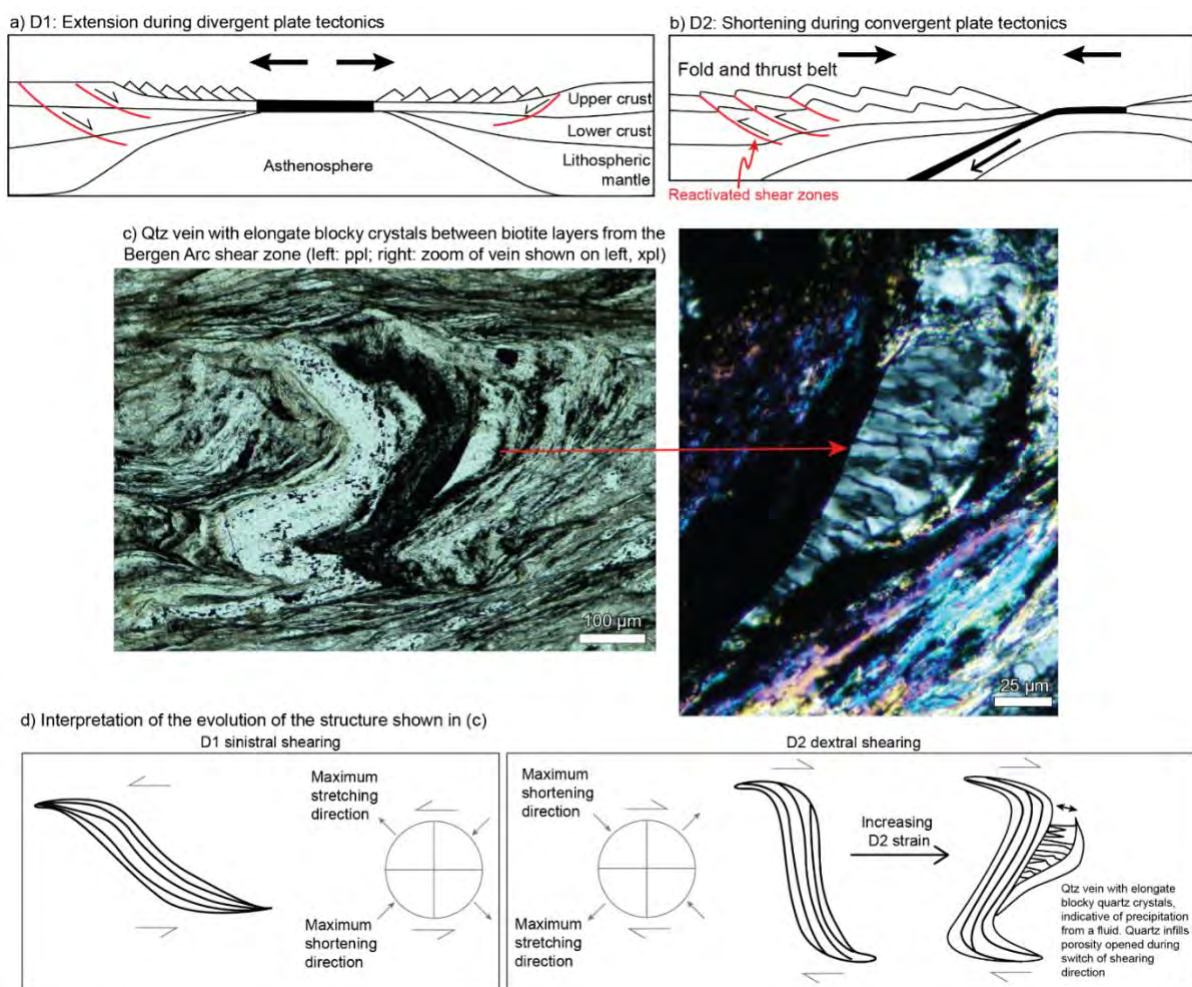 a) D1: Extension during divergent plate tectonics
b) D2: Shortening during convergent plate tectonics
Upper crust
Lower crust
Asthenosphere
Lithospheric
mantle
Fold and thrust belt
Reactivated shear zones
c) Qtz vein with elongate blocky crystals between biotite layers from the
Bergen Arc shear zone (left: ppl; right: zoom of vein shown on left, xpl)
100 µm
25 µm
d) Interpretation of the evolution of the structure shown in (c)
D1 sinistral shearing
Maximum
stretching
direction
Maximum
shortening
direction
D2 dextral shearing
Maximum
shortening
direction
Maximum
stretching
direction
Increasing
D2 strain
Qtz vein with elongate
blocky quartz crystals,
indicative of precipitation
from a fluid. Quartz infills
porosity opened during
switch of shearing
direction